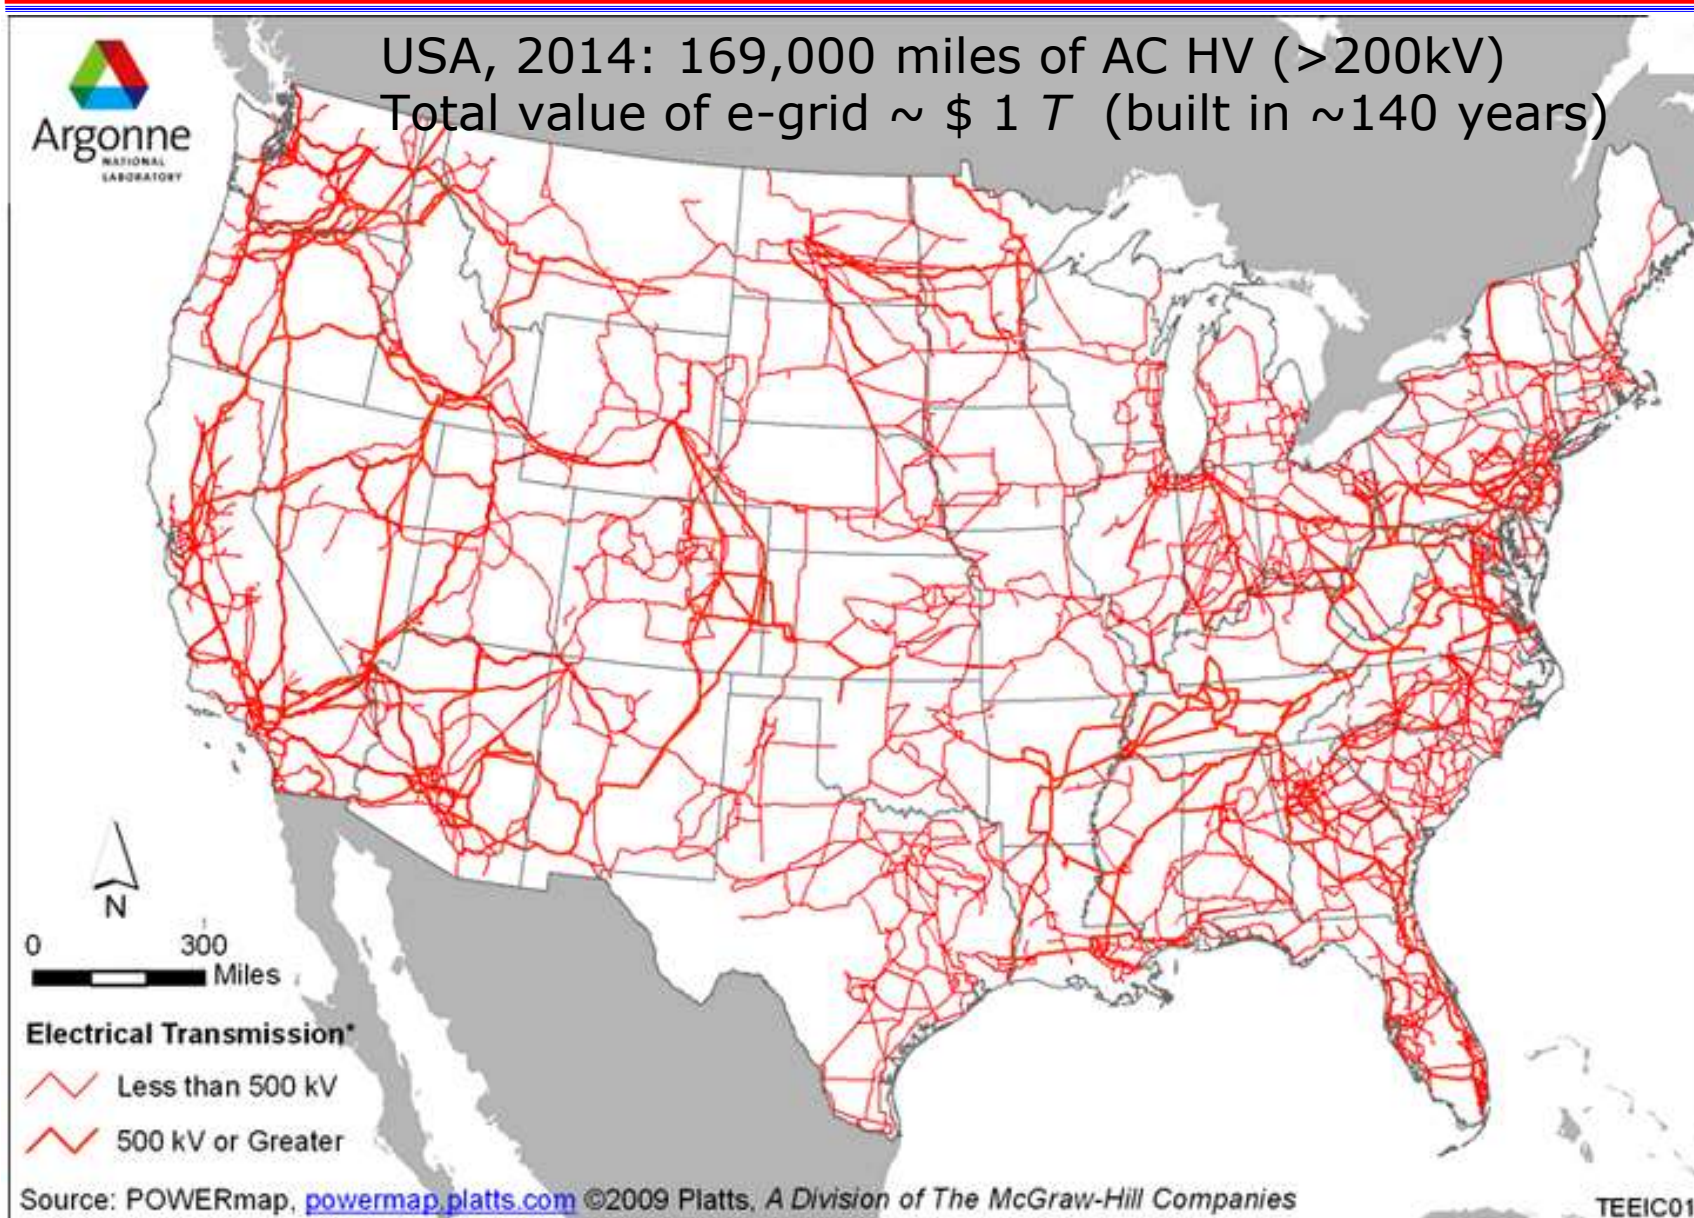 USA, 2014: 169,000 miles of AC HV (>200kV)
Total value of e-grid ~ $ 1 T (built in ~140 years)
Argonne
NATIONAL
LABORATORY
N
0 300
Miles
Electrical Transmission*
Less than 500 kV
500 kV or Greater
Source: POWERmap, powermap.platts.com ©2009 Platts, A Division of The McGraw-Hill Companies
TEEIC01